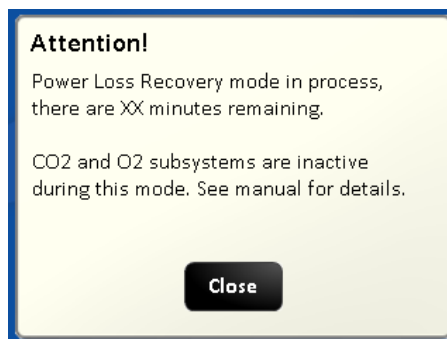 Attention!
Power Loss Recovery mode in process,
there are XX minutes remaining.
CO2 and O2 subsystems are inactive
during this mode. See manual for details.
Close